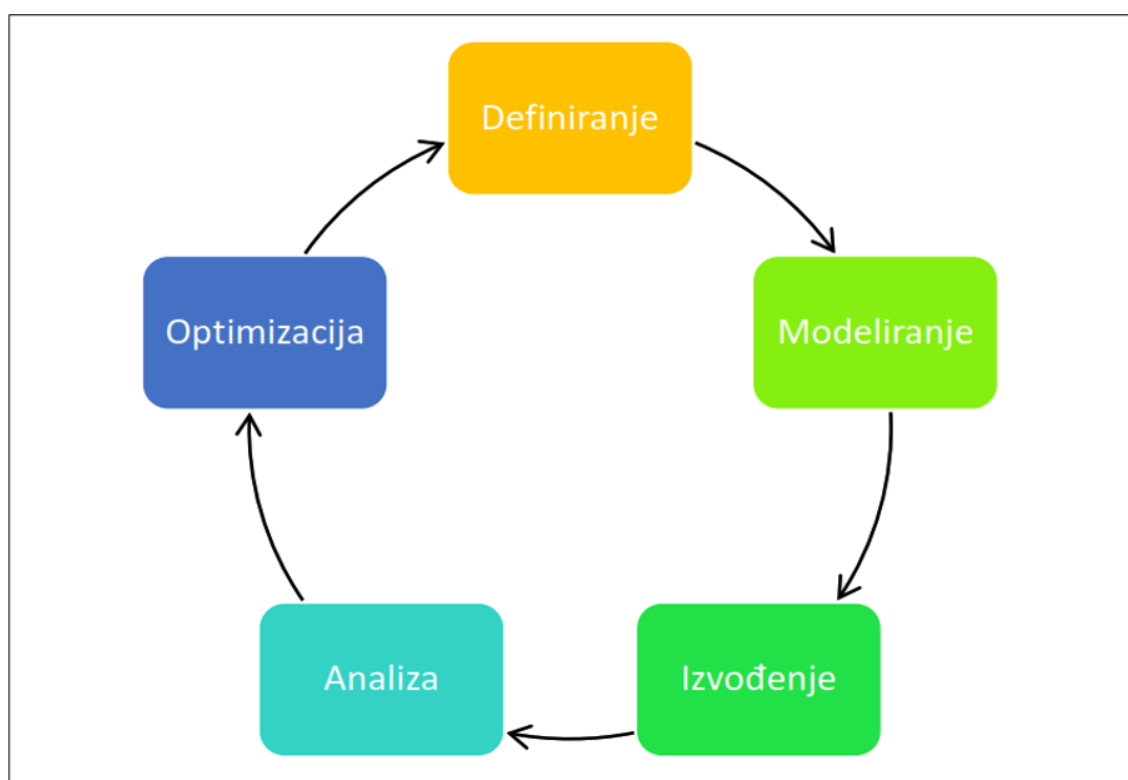 Definiranje
Modeliranje
Izvođenje
Analiza
Optimizacija